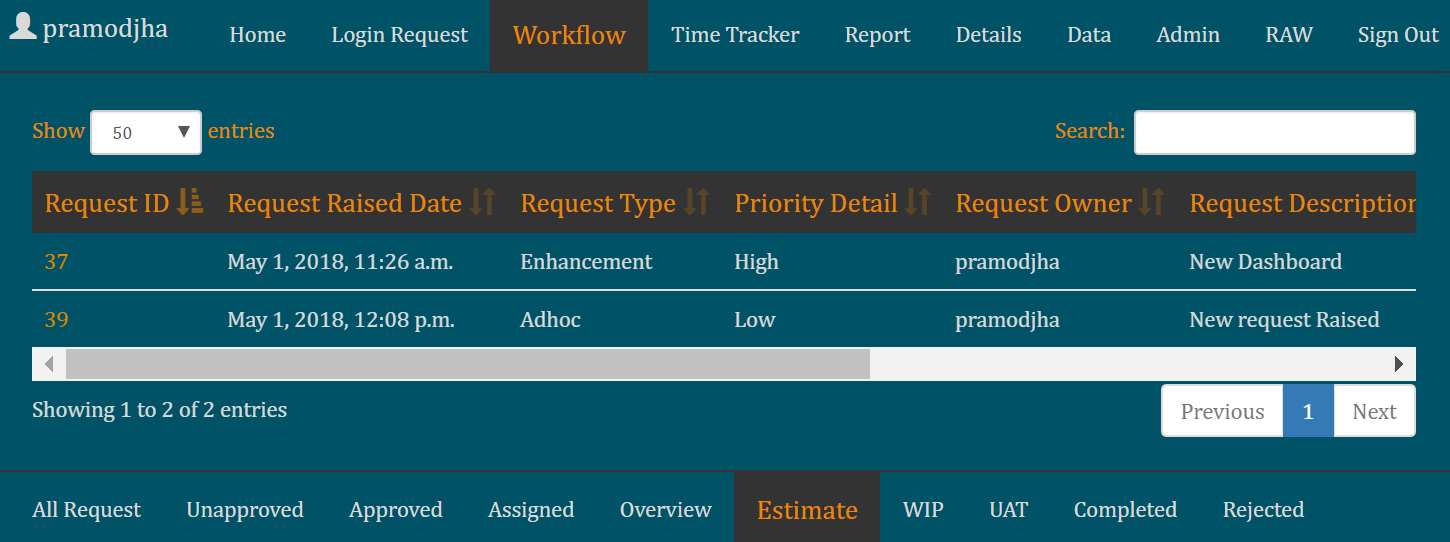 pramodjha Home Login Request Workflow Time Tracker Report Details Data Admin RAW Sign Out
Show 50 entries Search:
Request ID Request Raised Date Request Type Priority Detail Request Owner Request Description
37 May 1, 2018, 11:26 a.m. Enhancement High pramodjha New Dashboard
39 May 1, 2018, 12:08 p.m. Adhoc Low pramodjha New request Raised
Showing 1 to 2 of 2 entries Previous 1 Next
All Request Unapproved Approved Assigned Overview Estimate WIP UAT Completed Rejected